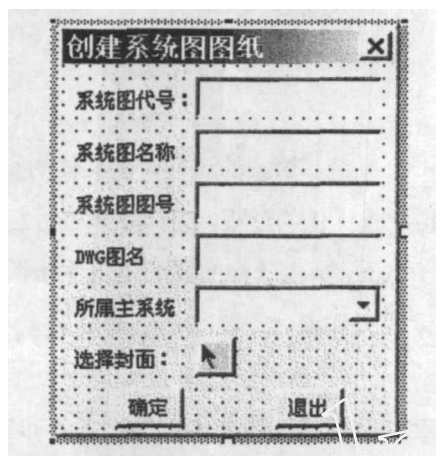 创建系统图图纸
系统图代号：
系统图名称
系统图图号
DWG图名
所属主系统
选择封面：
确定 退出